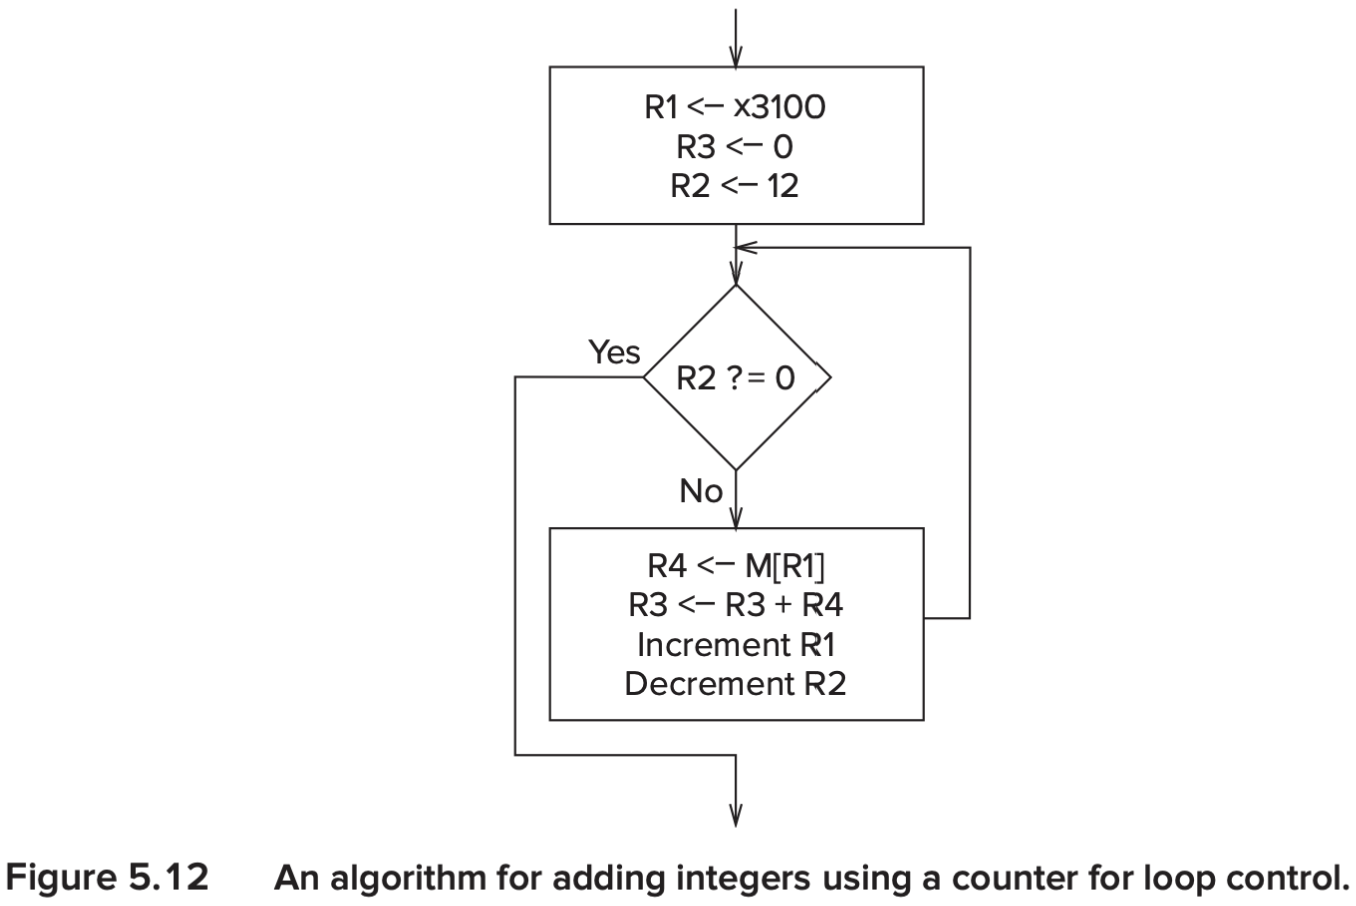 R1 <– x3100
R3 <– 0
R2 <– 12
Yes
R2 ?= 0
No
R4 <– M[R1]
R3 <– R3 + R4
Increment R1
Decrement R2
Figure 5.12 An algorithm for adding integers using a counter for loop control.